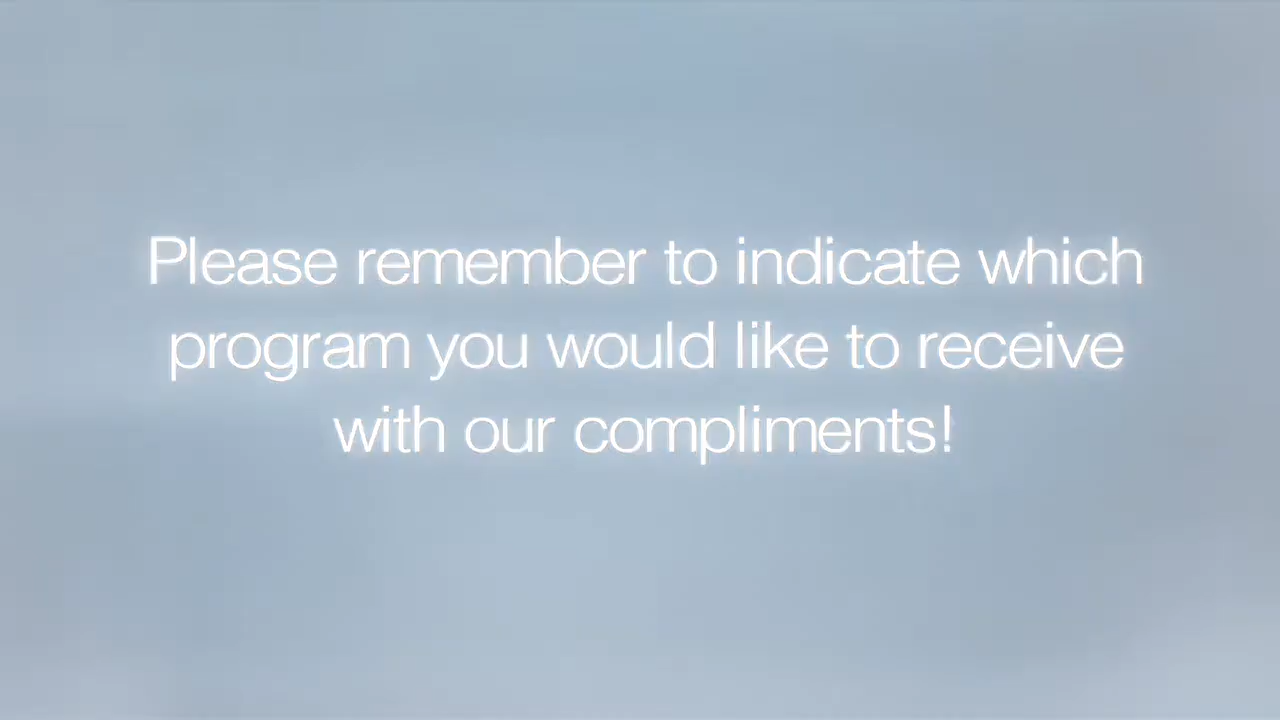 Please remember to indicate which
program you would like to receive
with our compliments!